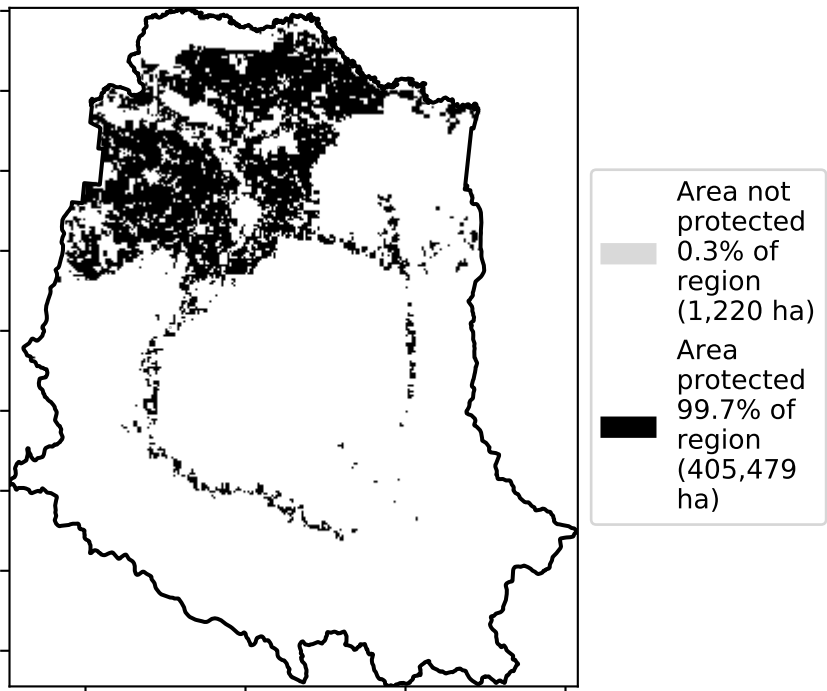 Area not
protected
0.3% of
region
(1,220 ha)
Area
protected
99.7% of
region
(405,479
ha)